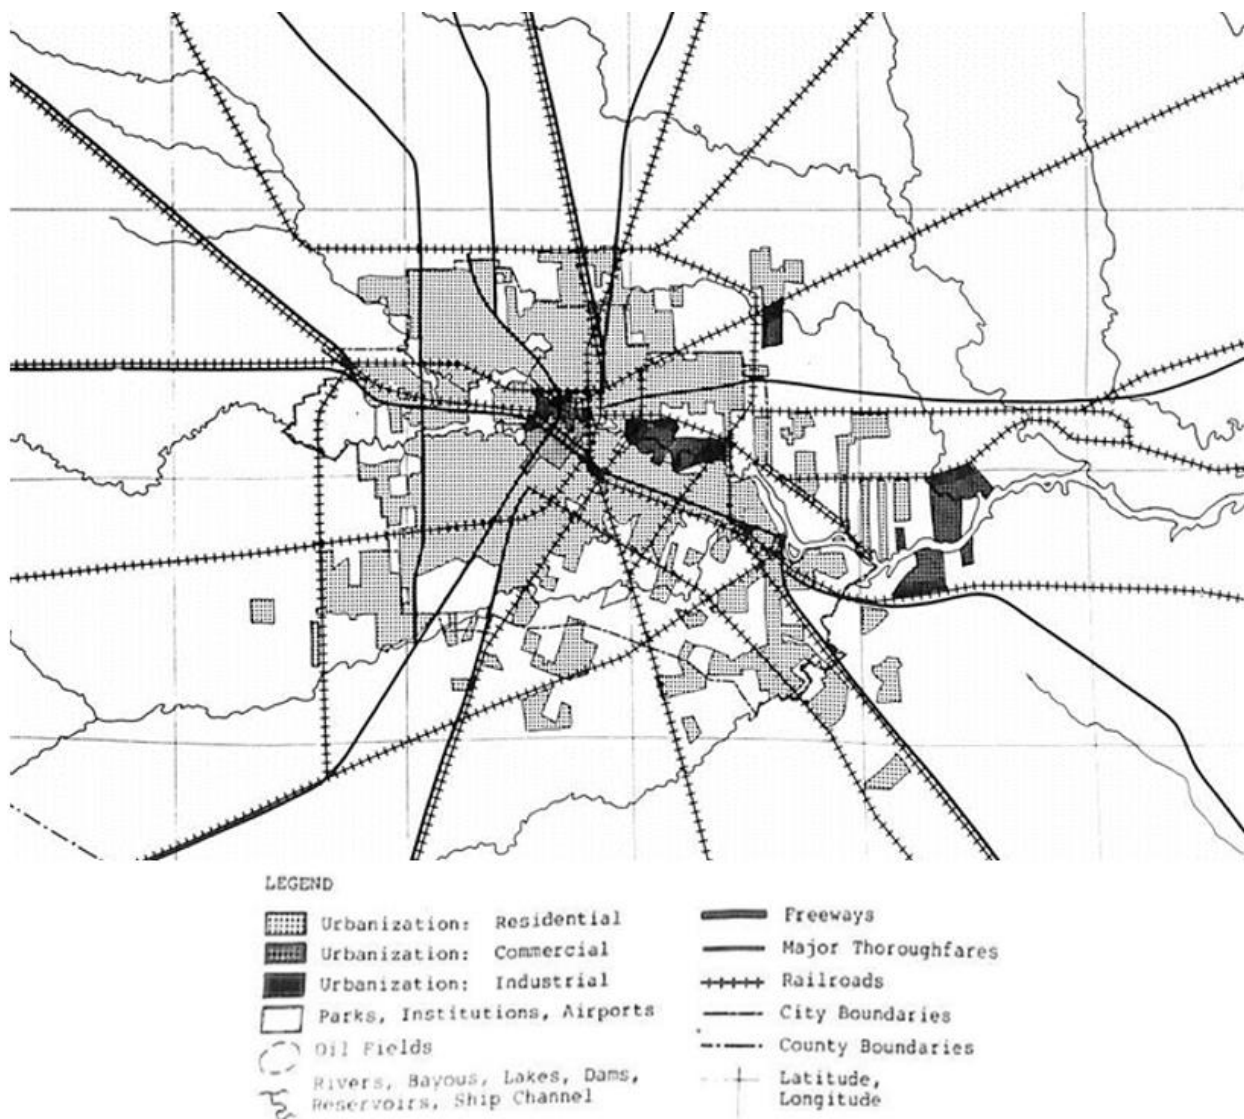 LEGEND
Urbanization: Residential
Urbanization: Commercial
Urbanization: Industrial
Parks, Institutions, Airports
Oil Fields
Rivers, Bayous, Lakes, Dams,
Reservoirs, Ship Channel
Freeways
Major Thoroughfares
Railroads
City Boundaries
County Boundaries
Latitude,
Longitude